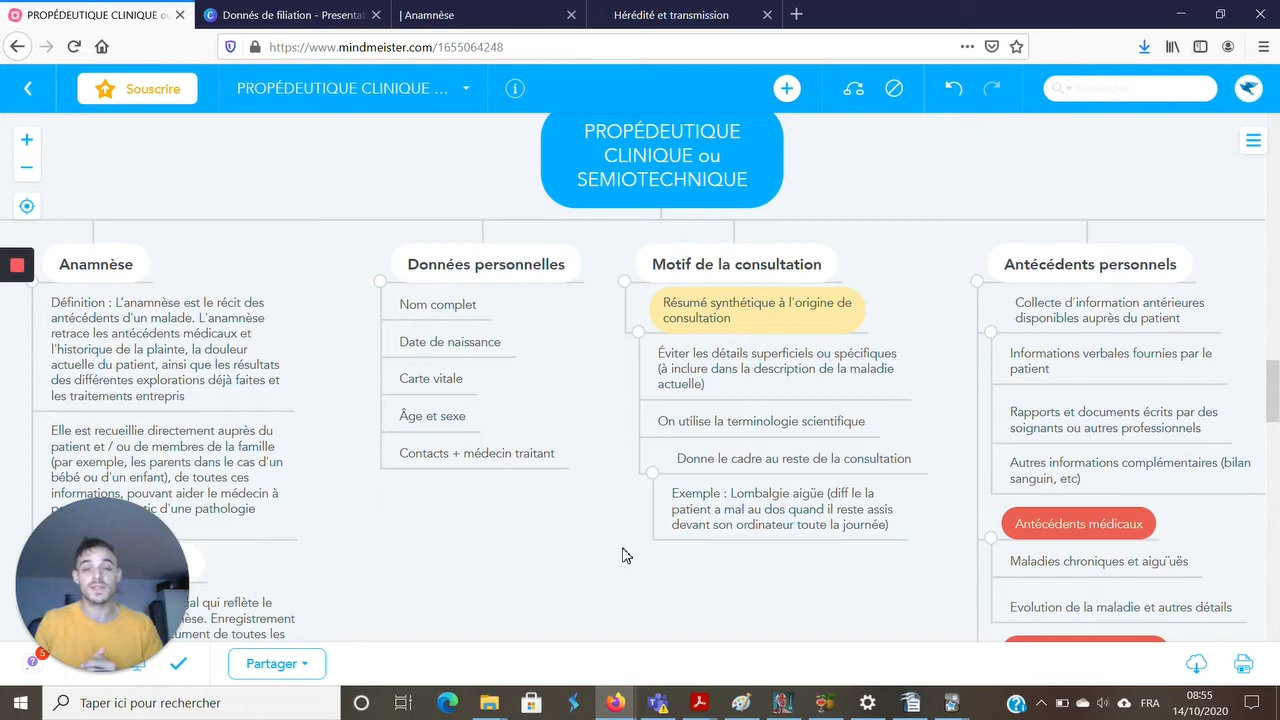 PROPÉDEUTIQUE CLINIQUE ou
Donnés de filiation - Presentat
| Anamnèse
Hérédité et transmission
https://www.mindmeister.com/1655064248
Souscrire
PROPÉDEUTIQUE CLINIQUE ...
Rechercher
PROPÉDEUTIQUE
CLINIQUE ou
SEMIOTECHNIQUE
Anamnèse
Définition : L'anamnèse est le récit des
antécédents d'un malade. L'anamnèse
retrace les antécédents médicaux et
l'historique de la plainte, la douleur
actuelle du patient, ainsi que les résultats
des différentes explorations déjà faites et
les traitements entrepris
Elle est recueillie directement auprès du
patient et / ou de membres de la famille
(par exemple, les parents dans le cas d'un
bébé ou d'un enfant), de toutes ces
informations, pouvant aider le médecin à
d'une pathologie
qui reflète le
Enregistrement
de toutes les
Données personnelles
Nom complet
Date de naissance
Carte vitale
Âge et sexe
Contacts + médecin traitant
Motif de la consultation
Résumé synthétique à l'origine de
consultation
Éviter les détails superficiels ou spécifiques
(à inclure dans la description de la maladie
actuelle)
On utilise la terminologie scientifique
Donne le cadre au reste de la consultation
Exemple : Lombalgie aigüe (diff le la
patient a mal au dos quand il reste assis
devant son ordinateur toute la journée)
Antécédents personnels
Collecte d'information antérieures
disponibles auprès du patient
Informations verbales fournies par le
patient
Rapports et documents écrits par des
soignants ou autres professionnels
Autres informations complémentaires (bilan
sanguin, etc)
Antécédents médicaux
Maladies chroniques et aigu¨uës
Evolution de la maladie et autres détails
5
Partager
Taper ici pour rechercher
FRA
08:55
14/10/2020